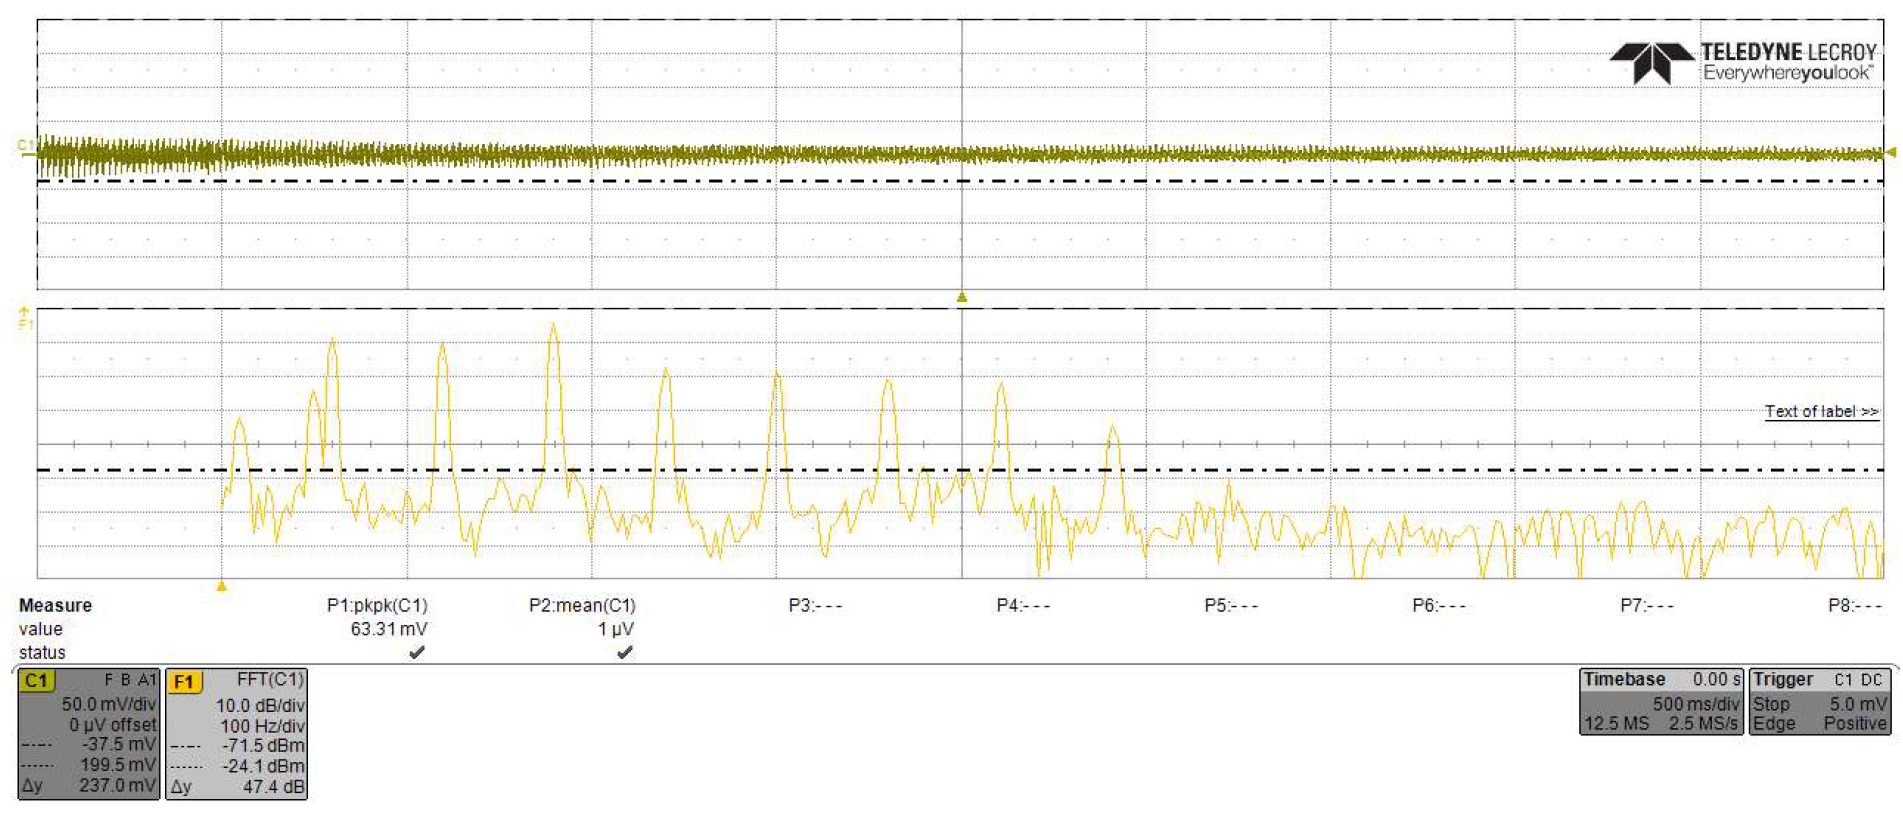 TELEDYNE LECROY
Everywhereyoulook™
C1
F1
Text of label >>
Measure P1:pkpk(C1) P2:mean(C1) P3:--- P4:--- P5:--- P6:--- P7:--- P8:---
value 63.31 mV 1 µV
status
C1 F B A1
50.0 mV/div
0 µV offset
-37.5 mV
199.5 mV
Δy 237.0 mV
F1 FFT(C1)
10.0 dB/div
100 Hz/div
-71.5 dBm
-24.1 dBm
Δy 47.4 dB
Timebase 0.00 s
500 ms/div
12.5 MS 2.5 MS/s
Trigger C1 DC
Stop 5.0 mV
Edge Positive